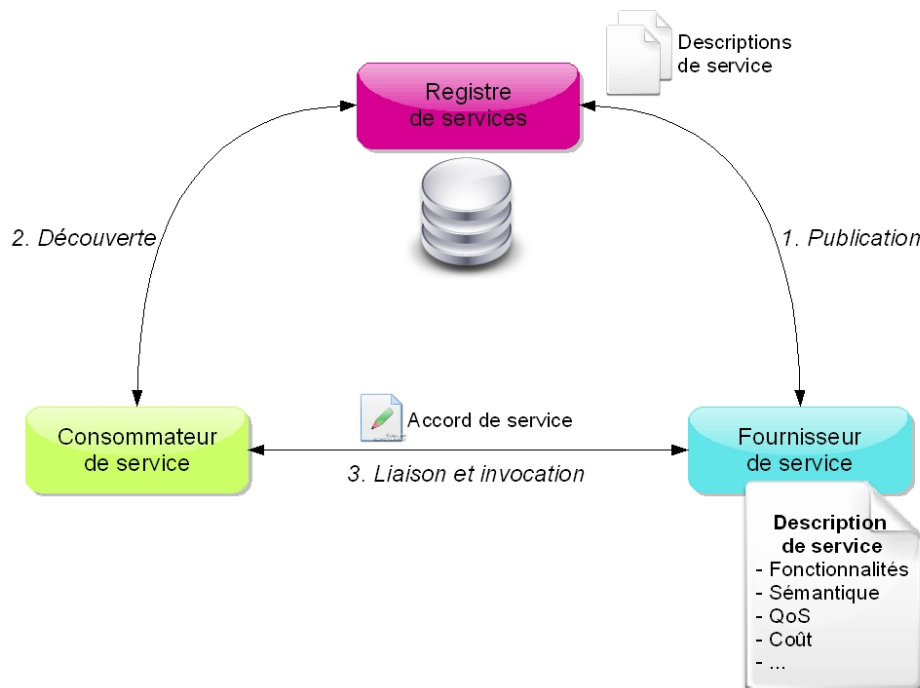 Descriptions
de service
Registre
de services
2. Découverte
1. Publication
Consommateur
de service
Accord de service
3. Liaison et invocation
Fournisseur
de service
Description
de service
- Fonctionnalités
- Sémantique
- QoS
- Coût
- ...